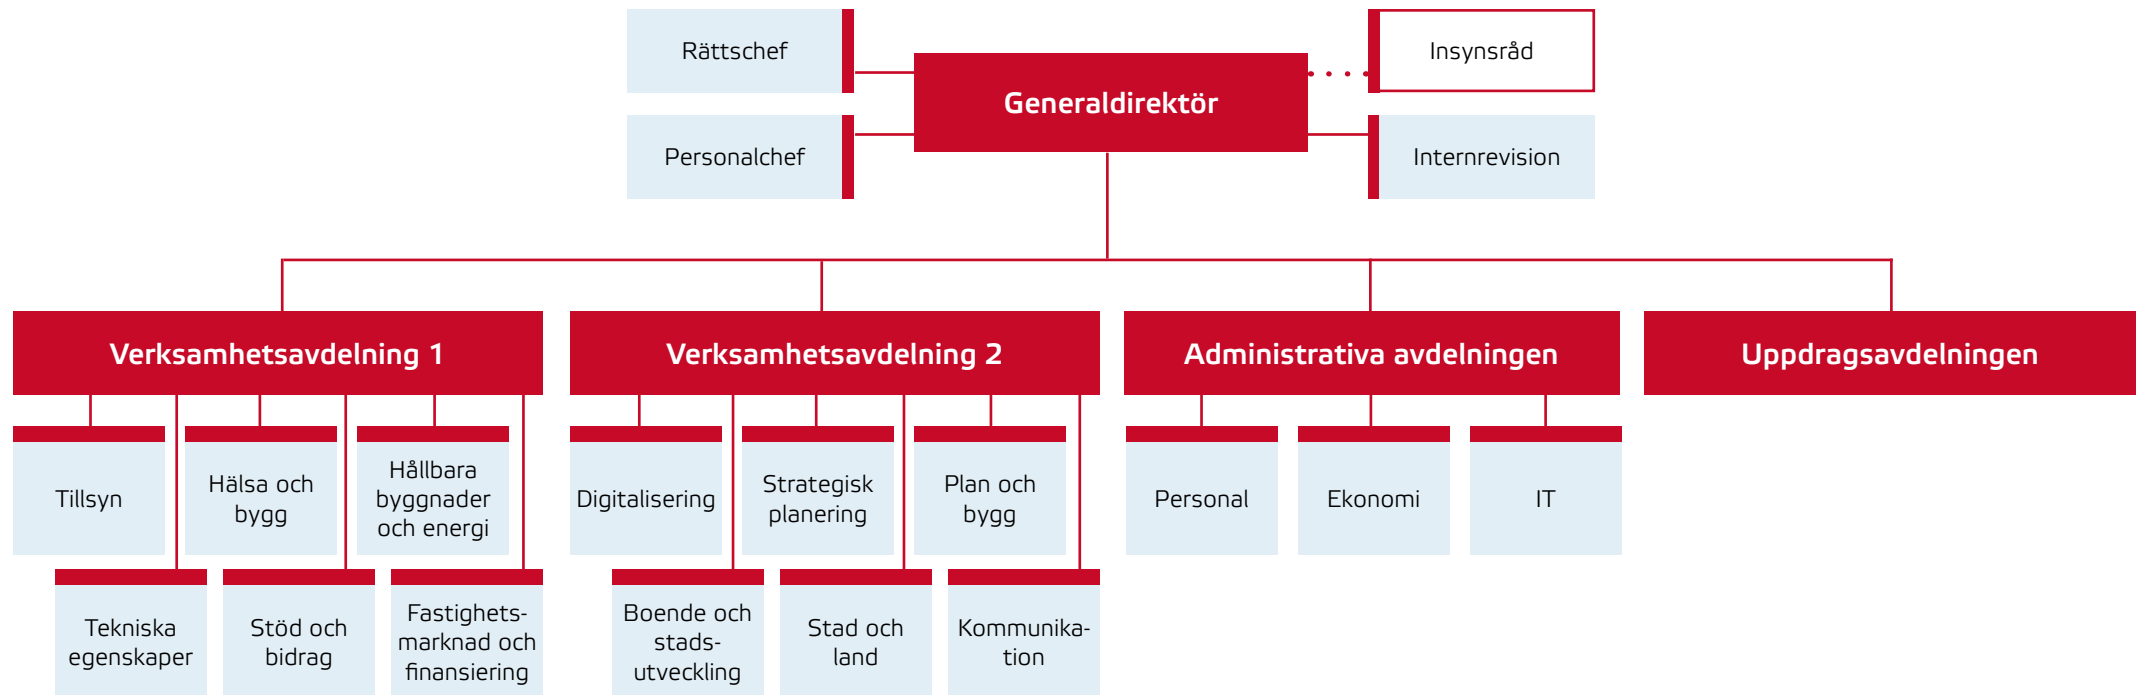 Rättschef
Insynsråd
Generaldirektör
Personalchef
Internrevision
Verksamhetsavdelning 1
Verksamhetsavdelning 2
Administrativa avdelningen
Uppdragsavdelningen
Tillsyn
Hälsa och
bygg
Hållbara
byggnader
och energi
Digitalisering
Strategisk
planering
Plan och
bygg
Personal
Ekonomi
IT
Tekniska
egenskaper
Stöd och
bidrag
Fastighets-
marknad och
finansiering
Boende och
stads-
utveckling
Stad och
land
Kommunika-
tion